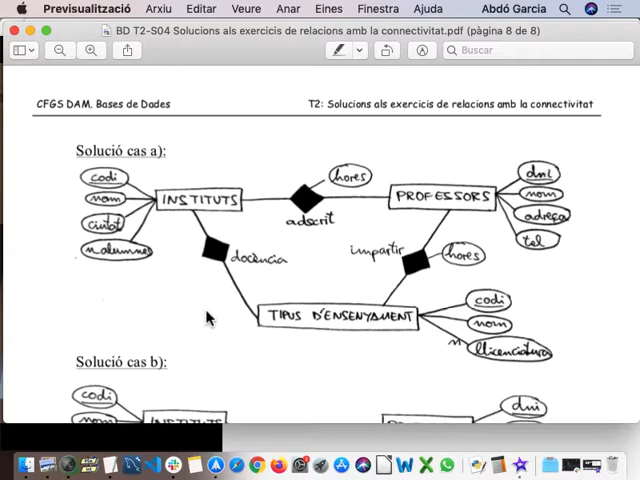 Previsualització Arxiu Editar Veure Anar Eines Finestra Ajuda Abdó Garcia
BD T2-S04 Solucions als exercicis de relacions amb la connectivitat.pdf (pàgina 8 de 8)
Buscar
CFGS DAM. Bases de Dades T2: Solucions als exercicis de relacions amb la connectivitat
Solució cas a):
codi
nom
ciutat
n alumnes
INSTITUTS
hores
adscrit
PROFESSORS
dni
nom
adreça
tel
docència
impartir
hores
TIPUS D'ENSENYAMENT
codi
nom
n
llicenciatura
Solució cas b):
codi
nom
INSTITUTS
dni